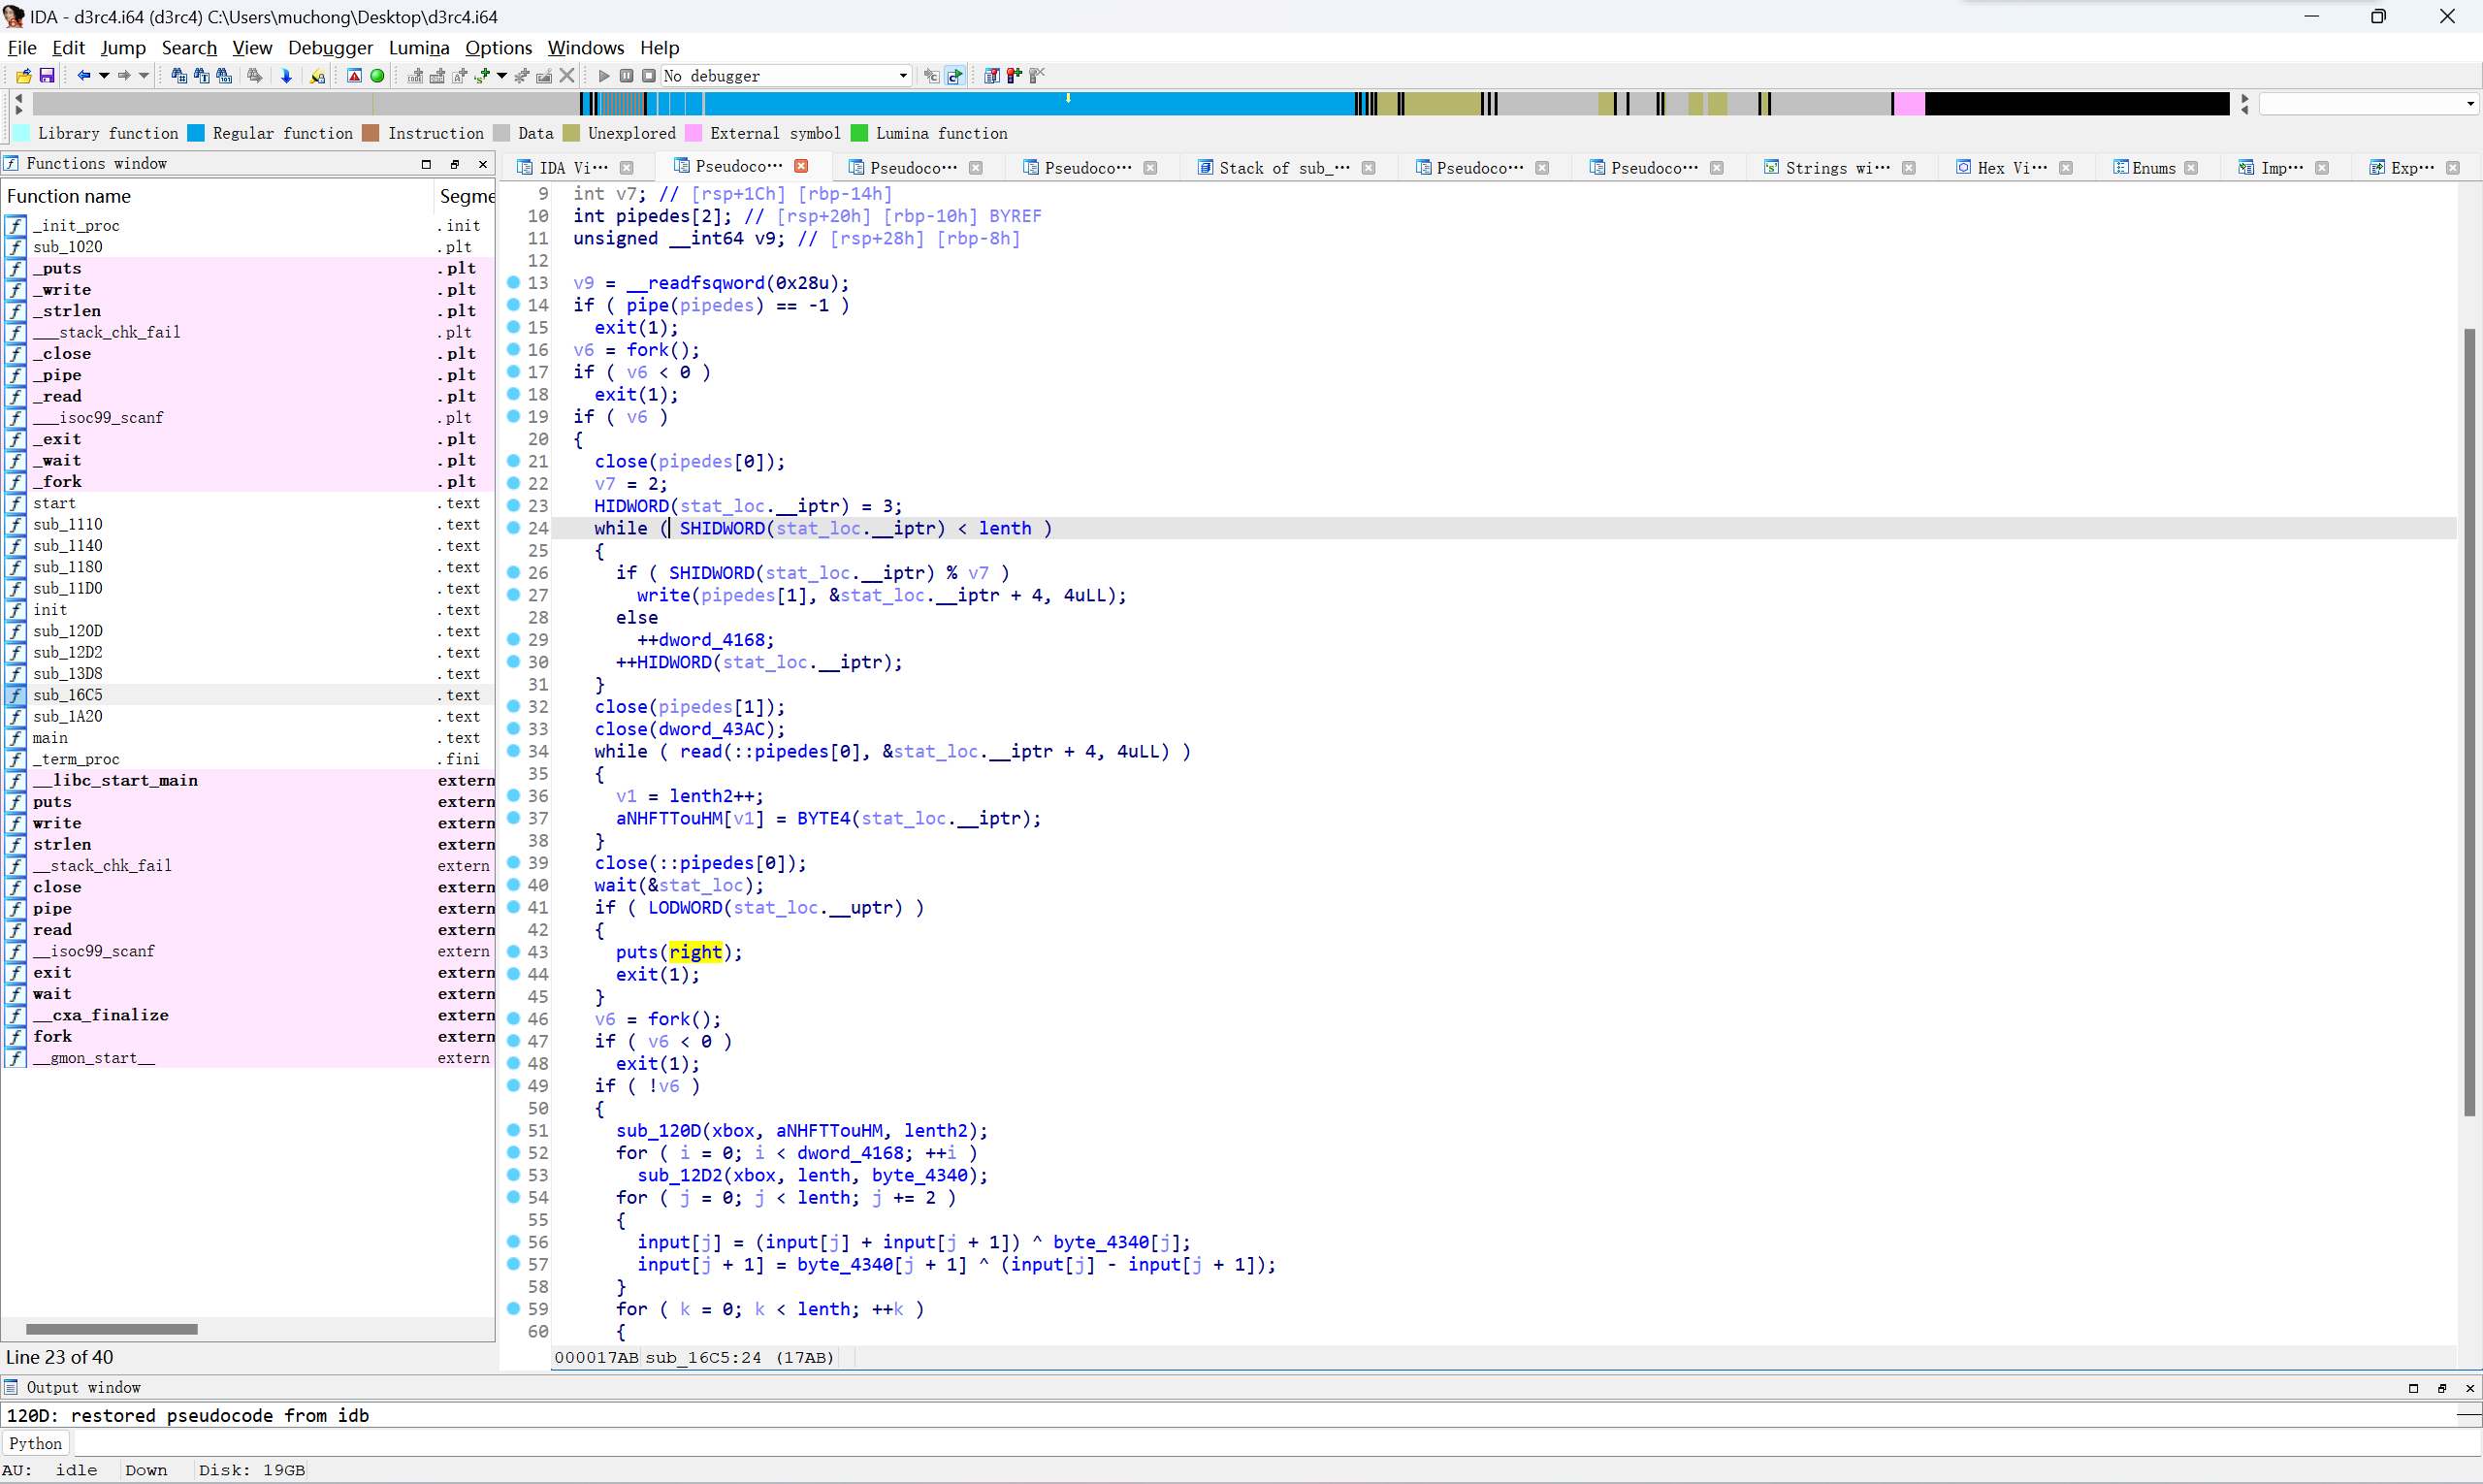 IDA - d3rc4.i64 (d3rc4) C:\Users\muchong\Desktop\d3rc4.i64
File Edit Jump Search View Debugger Lumina Options Windows Help
No debugger
Library function Regular function Instruction Data Unexplored External symbol Lumina function
Functions window
IDA Vi··· Pseudoco··· Pseudoco··· Pseudoco··· Stack of sub_··· Pseudoco··· Pseudoco··· Strings wi··· Hex Vi··· Enums Imp··· Exp···
Function name Segme
_init_proc .init
sub_1020 .plt
_puts .plt
_write .plt
_strlen .plt
___stack_chk_fail .plt
_close .plt
_pipe .plt
_read .plt
___isoc99_scanf .plt
_exit .plt
_wait .plt
_fork .plt
start .text
sub_1110 .text
sub_1140 .text
sub_1180 .text
sub_11D0 .text
init .text
sub_120D .text
sub_12D2 .text
sub_13D8 .text
sub_16C5 .text
sub_1A20 .text
main .text
_term_proc .fini
__libc_start_main extern
puts extern
write extern
strlen extern
__stack_chk_fail extern
close extern
pipe extern
read extern
__isoc99_scanf extern
exit extern
wait extern
__cxa_finalize extern
fork extern
__gmon_start__ extern
Line 23 of 40
9 int v7; // [rsp+1Ch] [rbp-14h]
10 int pipedes[2]; // [rsp+20h] [rbp-10h] BYREF
11 unsigned __int64 v9; // [rsp+28h] [rbp-8h]
12
13 v9 = __readfsqword(0x28u);
14 if ( pipe(pipedes) == -1 )
15 exit(1);
16 v6 = fork();
17 if ( v6 < 0 )
18 exit(1);
19 if ( v6 )
20 {
21 close(pipedes[0]);
22 v7 = 2;
23 HIDWORD(stat_loc.__iptr) = 3;
24 while ( SHIDWORD(stat_loc.__iptr) < lenth )
25 {
26 if ( SHIDWORD(stat_loc.__iptr) % v7 )
27 write(pipedes[1], &stat_loc.__iptr + 4, 4uLL);
28 else
29 ++dword_4168;
30 ++HIDWORD(stat_loc.__iptr);
31 }
32 close(pipedes[1]);
33 close(dword_43AC);
34 while ( read(::pipedes[0], &stat_loc.__iptr + 4, 4uLL) )
35 {
36 v1 = lenth2++;
37 aNHFTTouHM[v1] = BYTE4(stat_loc.__iptr);
38 }
39 close(::pipedes[0]);
40 wait(&stat_loc);
41 if ( LODWORD(stat_loc.__uptr) )
42 {
43 puts(right);
44 exit(1);
45 }
46 v6 = fork();
47 if ( v6 < 0 )
48 exit(1);
49 if ( !v6 )
50 {
51 sub_120D(xbox, aNHFTTouHM, lenth2);
52 for ( i = 0; i < dword_4168; ++i )
53 sub_12D2(xbox, lenth, byte_4340);
54 for ( j = 0; j < lenth; j += 2 )
55 {
56 input[j] = (input[j] + input[j + 1]) ^ byte_4340[j];
57 input[j + 1] = byte_4340[j + 1] ^ (input[j] - input[j + 1]);
58 }
59 for ( k = 0; k < lenth; ++k )
60 {
000017AB sub_16C5:24 (17AB)
Output window
120D: restored pseudocode from idb
Python
AU: idle Down Disk: 19GB